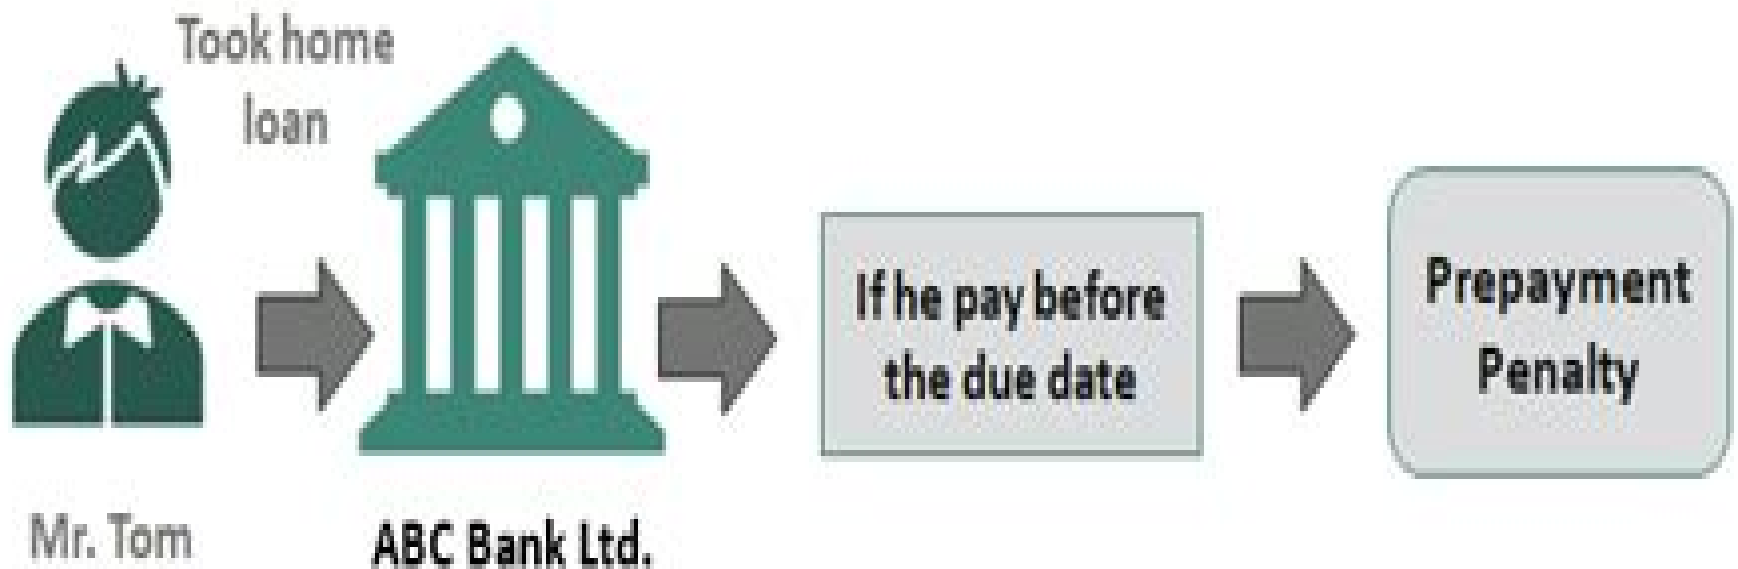 Took home
loan
Mr. Tom
ABC Bank Ltd.
If he pay before
the due date
Prepayment
Penalty